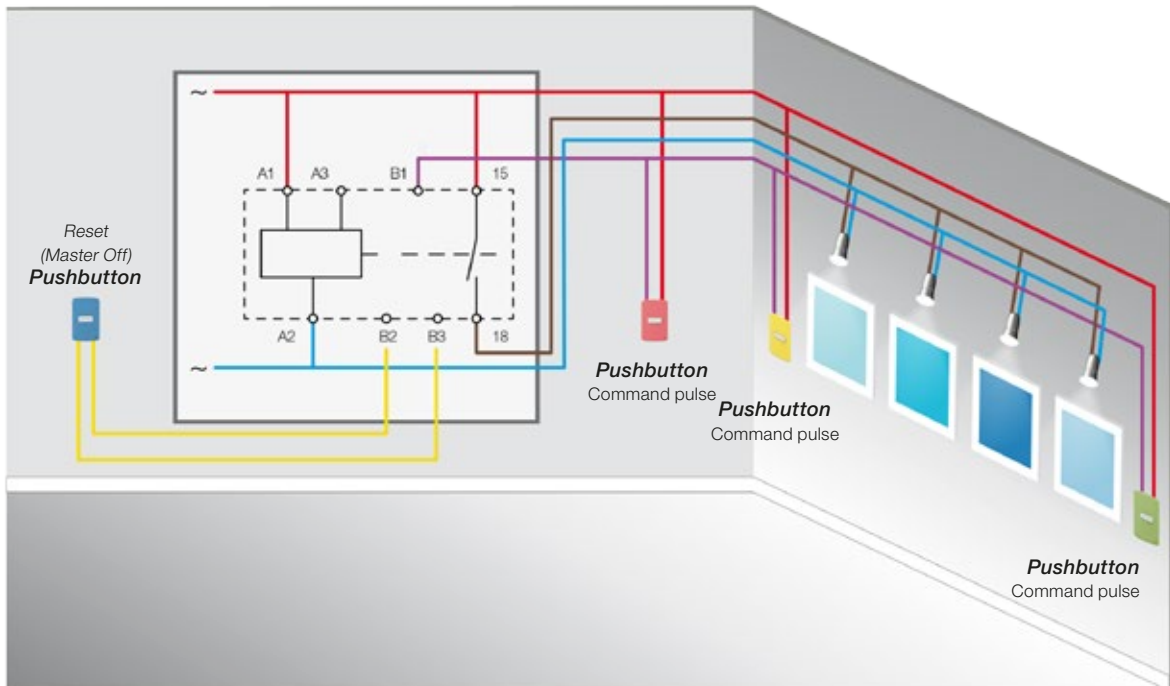 ~
A1
A3
B1
15
Reset
(Master Off)
Pushbutton
A2
B2
B3
18
~
Pushbutton
Command pulse
Pushbutton
Command pulse
Pushbutton
Command pulse